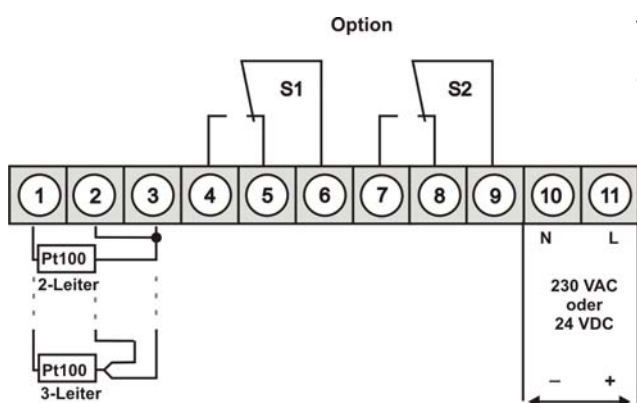 Option
S1 S2
1 2 3 4 5 6 7 8 9 10 11
N L
Pt100
2-Leiter
230 VAC
oder
24 VDC
Pt100
3-Leiter
– +